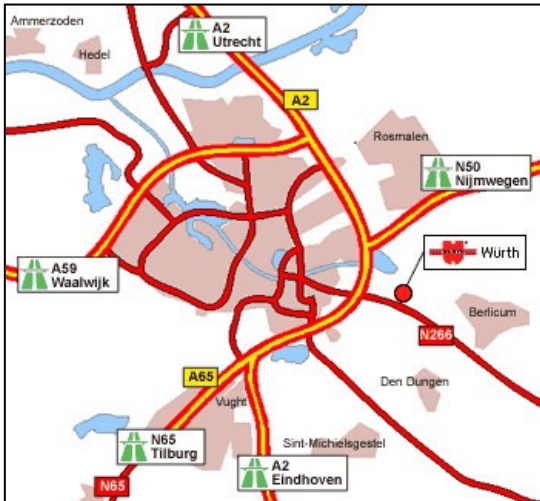 Ammerzoden
Hedel
A2
Utrecht
A2
Rosmalen
N50
Nijmwegen
A59
Waalwijk
Würth
Berlicum
N266
A65
Den Dungen
Vught
N65
Tilburg
Sint-Michielsgestel
A2
Eindhoven
N65